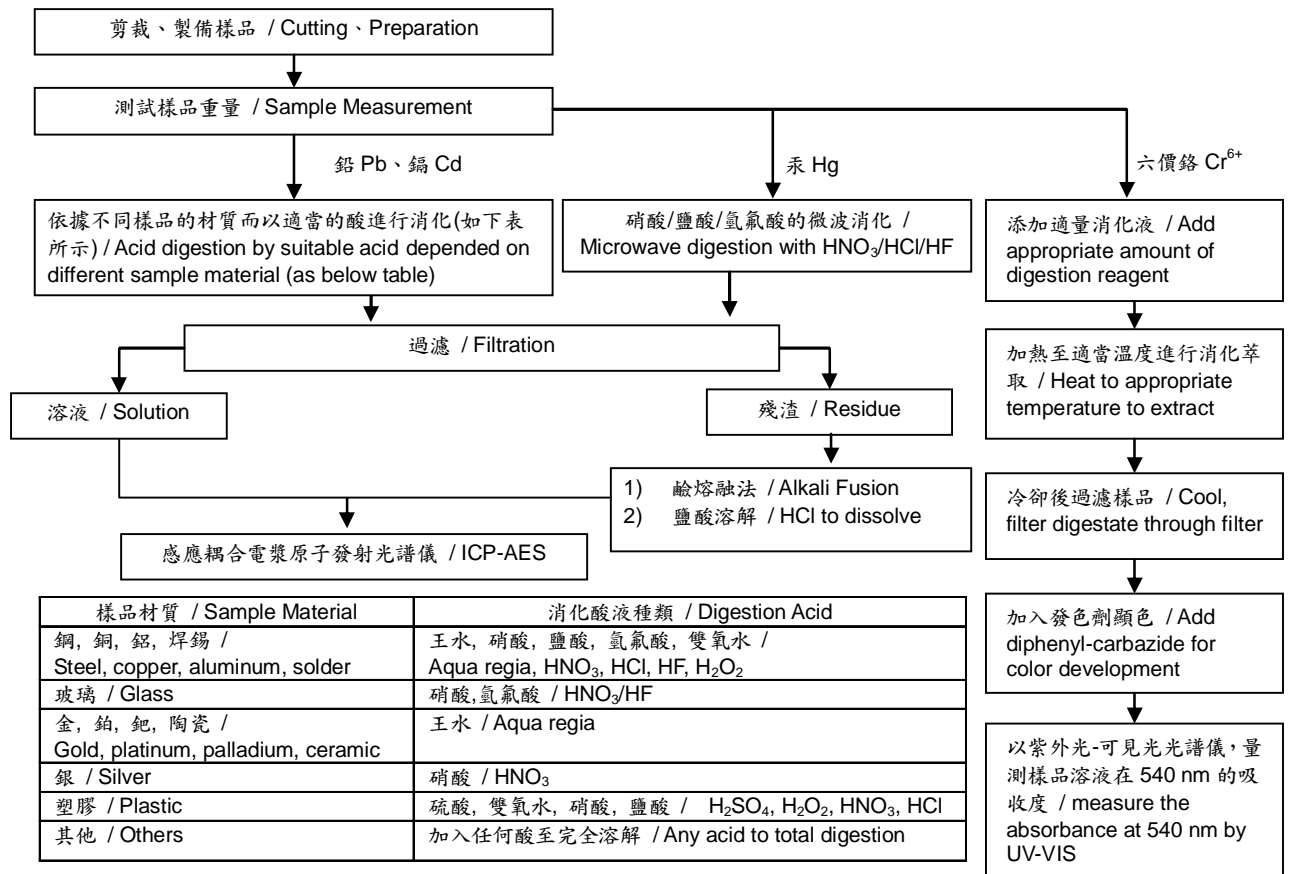 剪裁、製備樣品 / Cutting、Preparation
測試樣品重量 / Sample Measurement
鉛 Pb、鎘 Cd
汞 Hg
六價鉻 Cr⁶⁺
依據不同樣品的材質而以適當的酸進行消化(如下表
所示) / Acid digestion by suitable acid depended on
different sample material (as below table)
硝酸/鹽酸/氫氟酸的微波消化 /
Microwave digestion with HNO₃/HCl/HF
添加適量消化液 / Add
appropriate amount of
digestion reagent
過濾 / Filtration
加熱至適當溫度進行消化萃
取 / Heat to appropriate
temperature to extract
溶液 / Solution
殘渣 / Residue
1) 鹼熔融法 / Alkali Fusion
2) 鹽酸溶解 / HCl to dissolve
冷卻後過濾樣品 / Cool,
filter digestate through filter
感應耦合電漿原子發射光譜儀 / ICP-AES
加入發色劑顯色 / Add
diphenyl-carbazide for
color development
以紫外光-可見光光譜儀，量
測樣品溶液在 540 nm 的吸
收度 / measure the
absorbance at 540 nm by
UV-VIS
樣品材質 / Sample Material 消化酸液種類 / Digestion Acid
鋼, 銅, 鋁, 焊錫 / 王水, 硝酸, 鹽酸, 氫氟酸, 雙氧水 /
Steel, copper, aluminum, solder Aqua regia, HNO₃, HCl, HF, H₂O₂
玻璃 / Glass 硝酸,氫氟酸 / HNO₃/HF
金, 鉑, 鈀, 陶瓷 / 王水 / Aqua regia
Gold, platinum, palladium, ceramic
銀 / Silver 硝酸 / HNO₃
塑膠 / Plastic 硫酸, 雙氧水, 硝酸, 鹽酸 / H₂SO₄, H₂O₂, HNO₃, HCl
其他 / Others 加入任何酸至完全溶解 / Any acid to total digestion